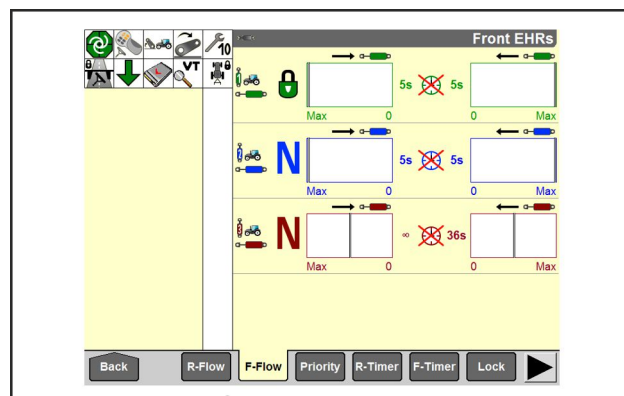 Front EHRs
10
VT
5s 5s
Max 0 0 Max
N
5s 5s
Max 0 0 Max
N
∞ 36s
Max 0 0 Max
Back R-Flow F-Flow Priority R-Timer F-Timer Lock